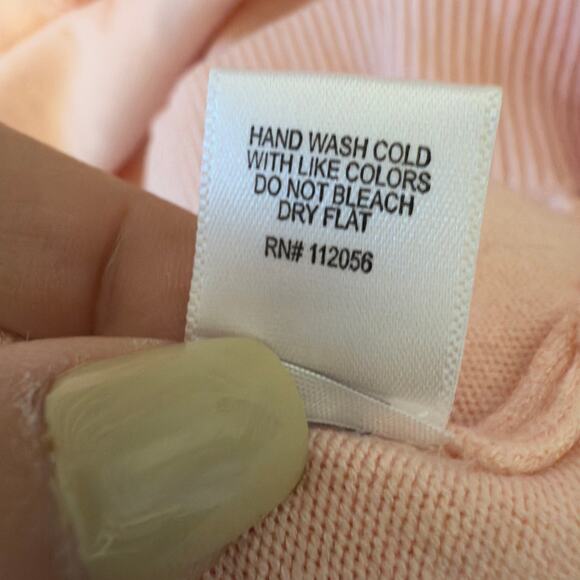 HAND WASH COLD
WITH LIKE COLORS
DO NOT BLEACH
DRY FLAT
RN# 112056